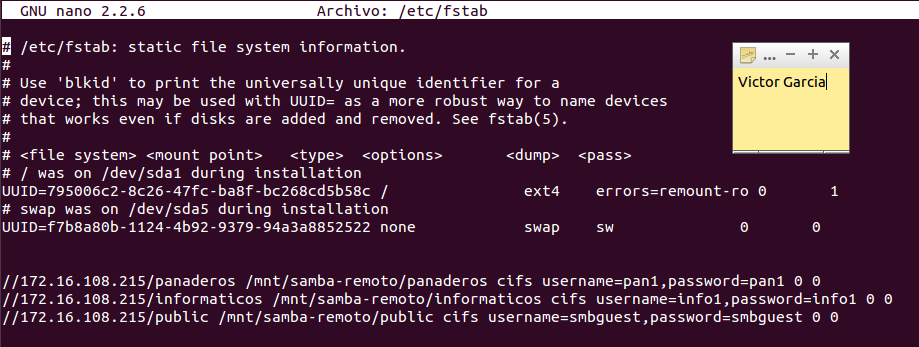 GNU nano 2.2.6 Archivo: /etc/fstab
# /etc/fstab: static file system information.
#
# Use 'blkid' to print the universally unique identifier for a
# device; this may be used with UUID= as a more robust way to name devices
# that works even if disks are added and removed. See fstab(5).
#
# <file system> <mount point>   <type>  <options>       <dump>  <pass>
# / was on /dev/sda1 during installation
UUID=795006c2-8c26-47fc-ba8f-bc268cd5b58c /               ext4    errors=remount-ro 0       1
# swap was on /dev/sda5 during installation
UUID=f7b8a80b-1124-4b92-9379-94a3a8852522 none            swap    sw              0       0
//172.16.108.215/panaderos /mnt/samba-remoto/panaderos cifs username=pan1,password=pan1 0 0
//172.16.108.215/informaticos /mnt/samba-remoto/informaticos cifs username=info1,password=info1 0 0
//172.16.108.215/public /mnt/samba-remoto/public cifs username=smbguest,password=smbguest 0 0
...
Victor Garcia